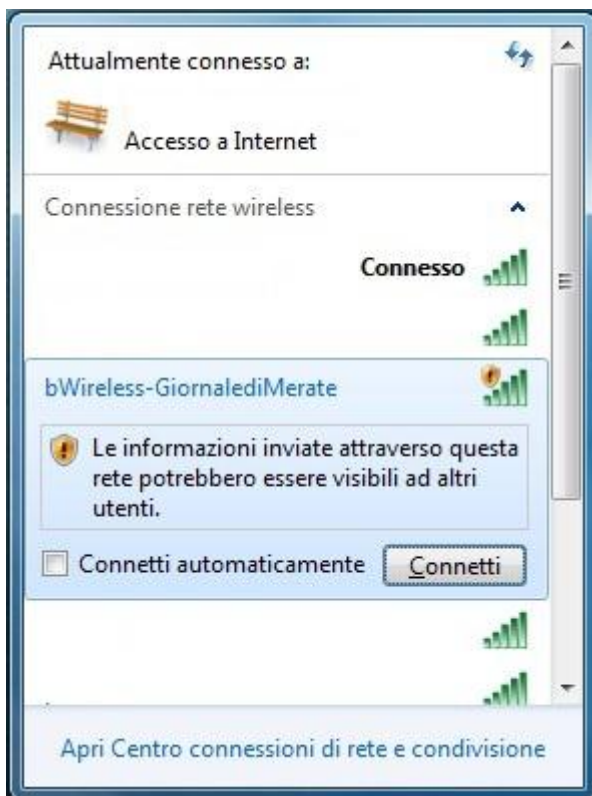 Attualmente connesso a:
Accesso a Internet
Connessione rete wireless
Connesso
bWireless-GiornalediMerate
Le informazioni inviate attraverso questa
rete potrebbero essere visibili ad altri
utenti.
Connetti automaticamente
Connetti
Apri Centro connessioni di rete e condivisione